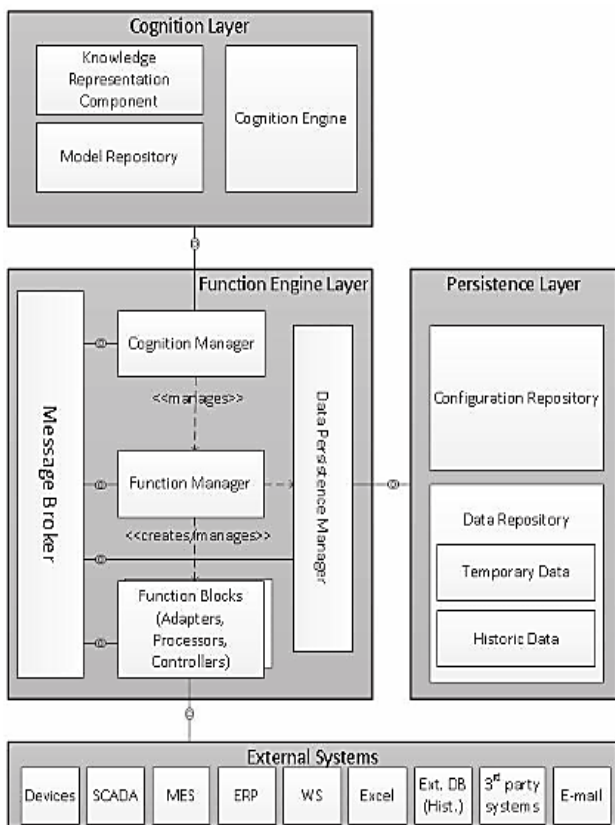 Cognition Layer
Knowledge
Representation
Component
Model Repository
Cognition Engine
Function Engine Layer
Message Broker
Cognition Manager
<<manages>>
Function Manager
<<creates/manages>>
Function Blocks
(Adapters,
Processors,
Controllers)
Data Persistence Manager
Persistence Layer
Configuration Repository
Data Repository
Temporary Data
Historic Data
External Systems
Devices
SCADA
MES
ERP
WS
Excel
Ext. DB
(Hist.)
3rd party
systems
E-mail